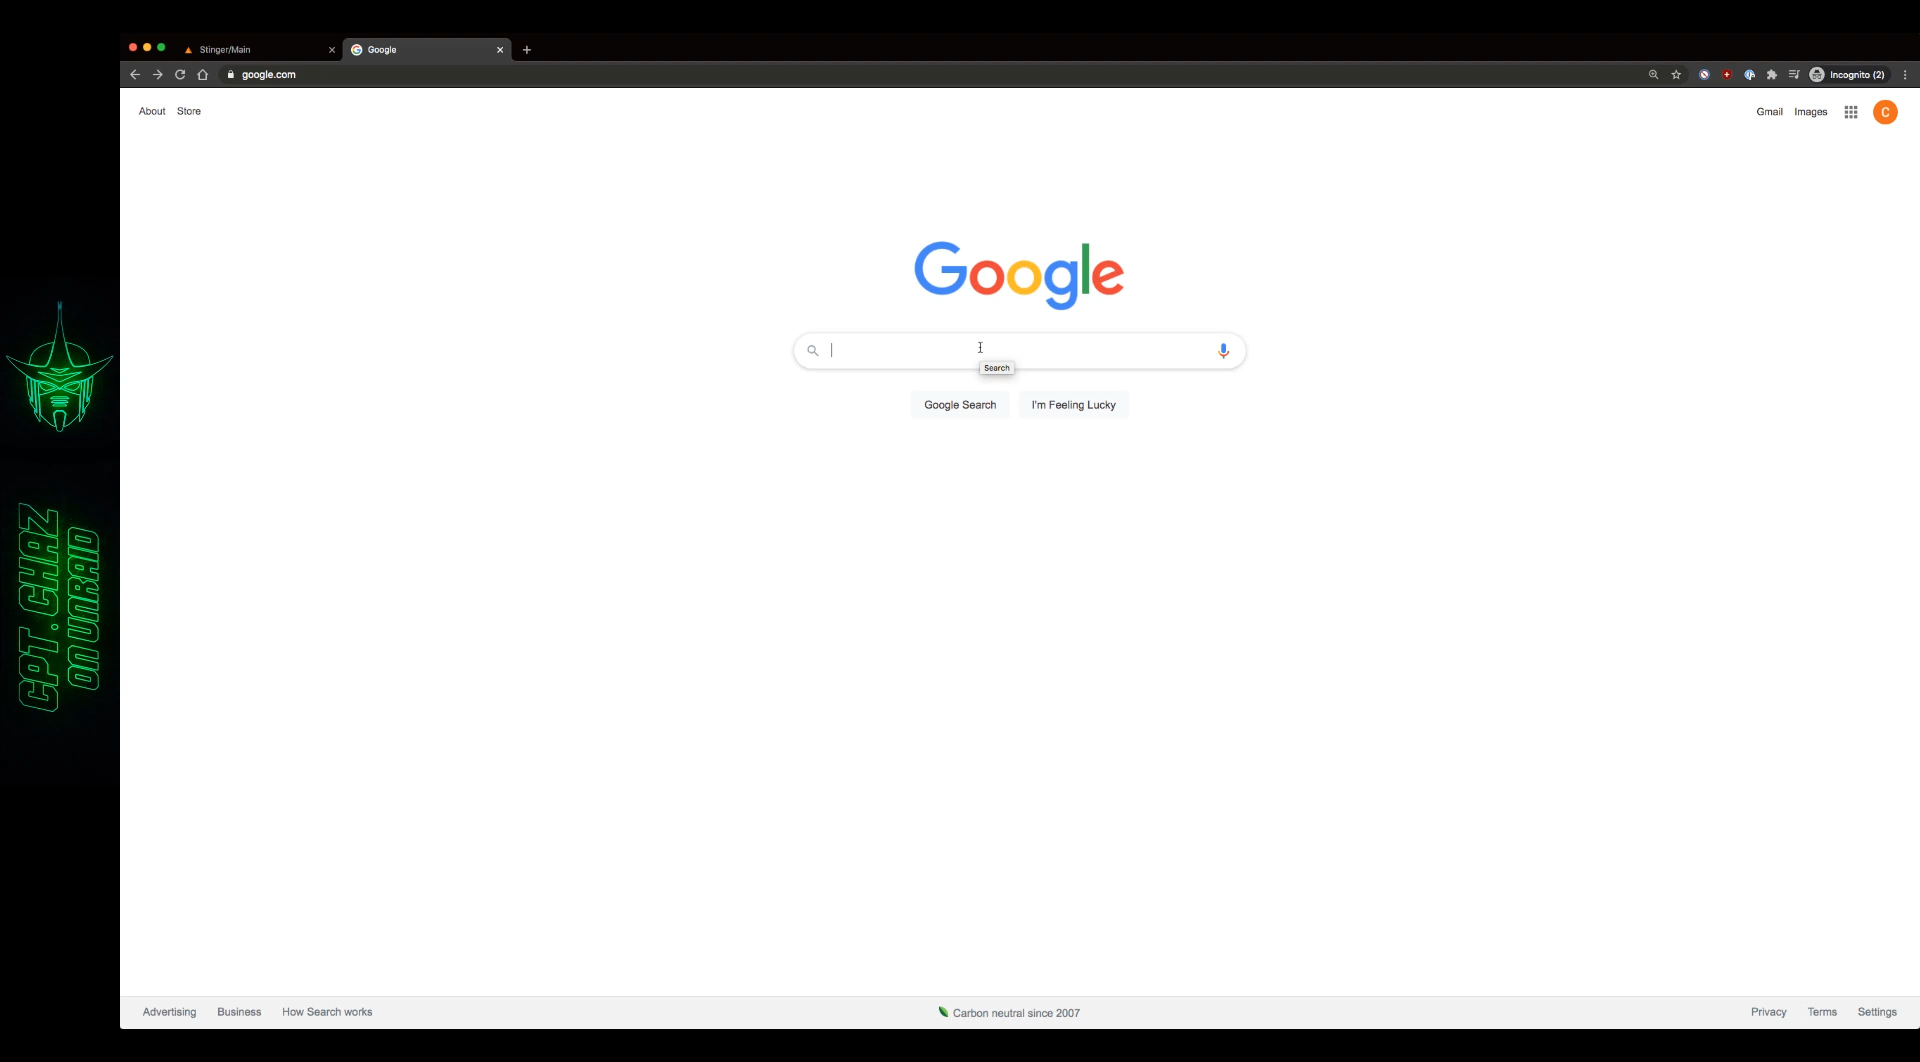 Stinger/Main
Google
google.com
Incognito (2)
About Store
Gmail Images
C
Google
Search
Google Search
I'm Feeling Lucky
CPT. CHAZ
ON UNRAID
Advertising Business How Search works
Carbon neutral since 2007
Privacy Terms Settings